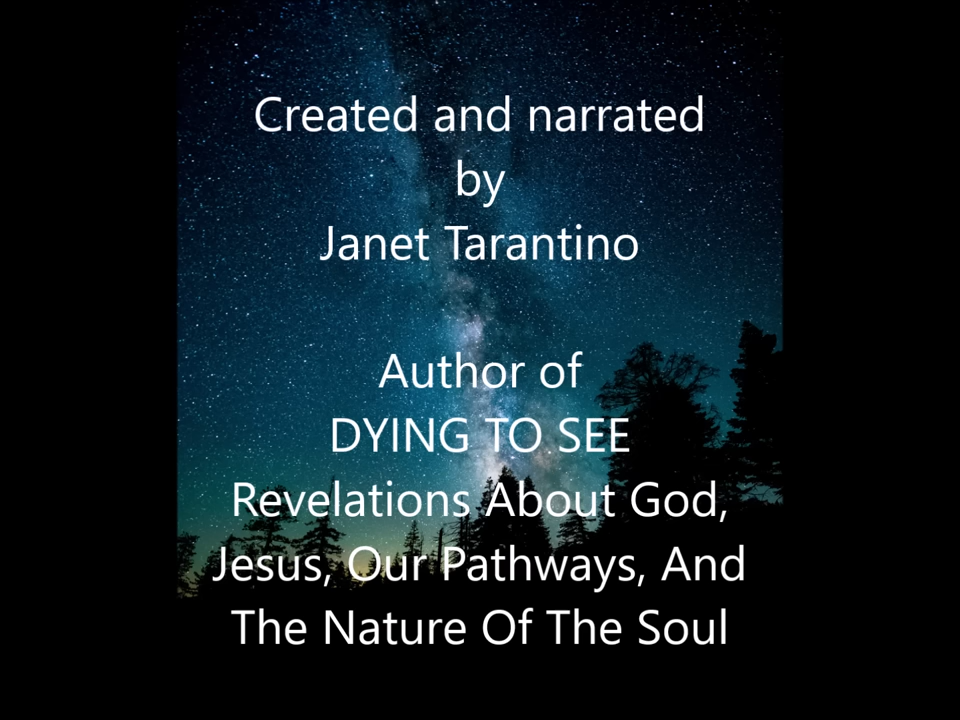 Created and narrated
by
Janet Tarantino
Author of
DYING TO SEE
Revelations About God,
Jesus, Our Pathways, And
The Nature Of The Soul